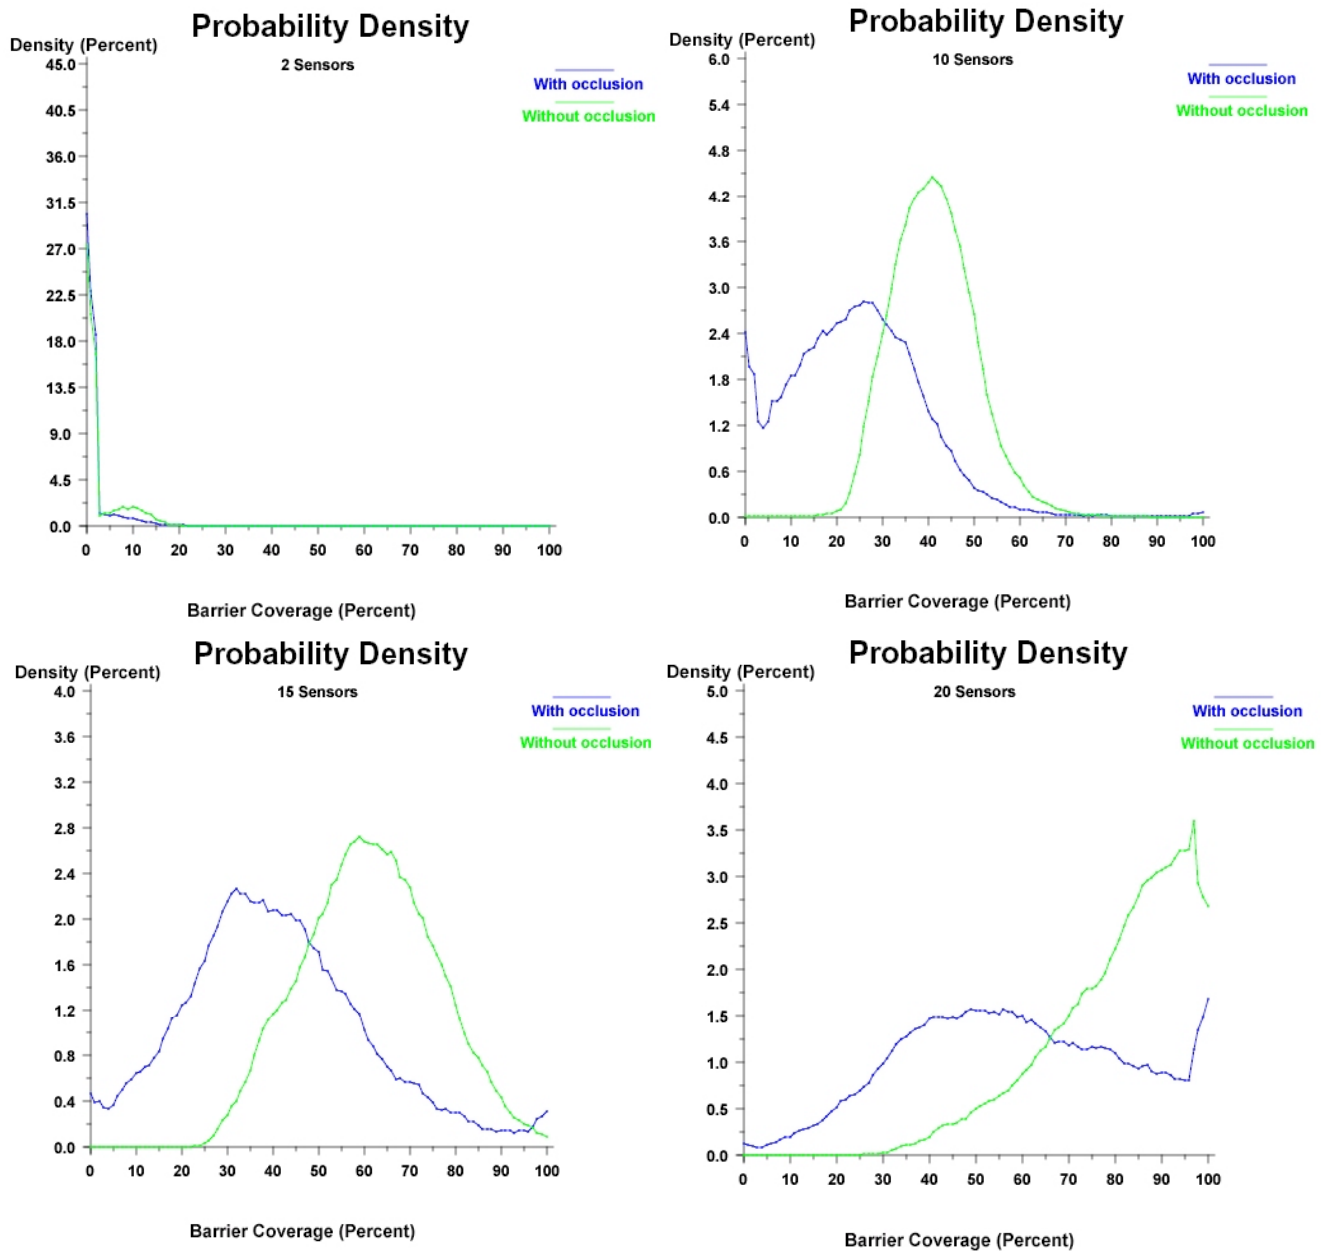 Probability Density
Density (Percent)
2 Sensors
With occlusion
Without occlusion
45.0
40.5
36.0
31.5
27.0
22.5
18.0
13.5
9.0
4.5
0.0
0 10 20 30 40 50 60 70 80 90 100
Barrier Coverage (Percent)
Probability Density
Density (Percent)
10 Sensors
With occlusion
Without occlusion
6.0
5.4
4.8
4.2
3.6
3.0
2.4
1.8
1.2
0.6
0.0
0 10 20 30 40 50 60 70 80 90 100
Barrier Coverage (Percent)
Probability Density
Density (Percent)
15 Sensors
With occlusion
Without occlusion
4.0
3.6
3.2
2.8
2.4
2.0
1.6
1.2
0.8
0.4
0.0
0 10 20 30 40 50 60 70 80 90 100
Barrier Coverage (Percent)
Probability Density
Density (Percent)
20 Sensors
With occlusion
Without occlusion
5.0
4.5
4.0
3.5
3.0
2.5
2.0
1.5
1.0
0.5
0.0
0 10 20 30 40 50 60 70 80 90 100
Barrier Coverage (Percent)